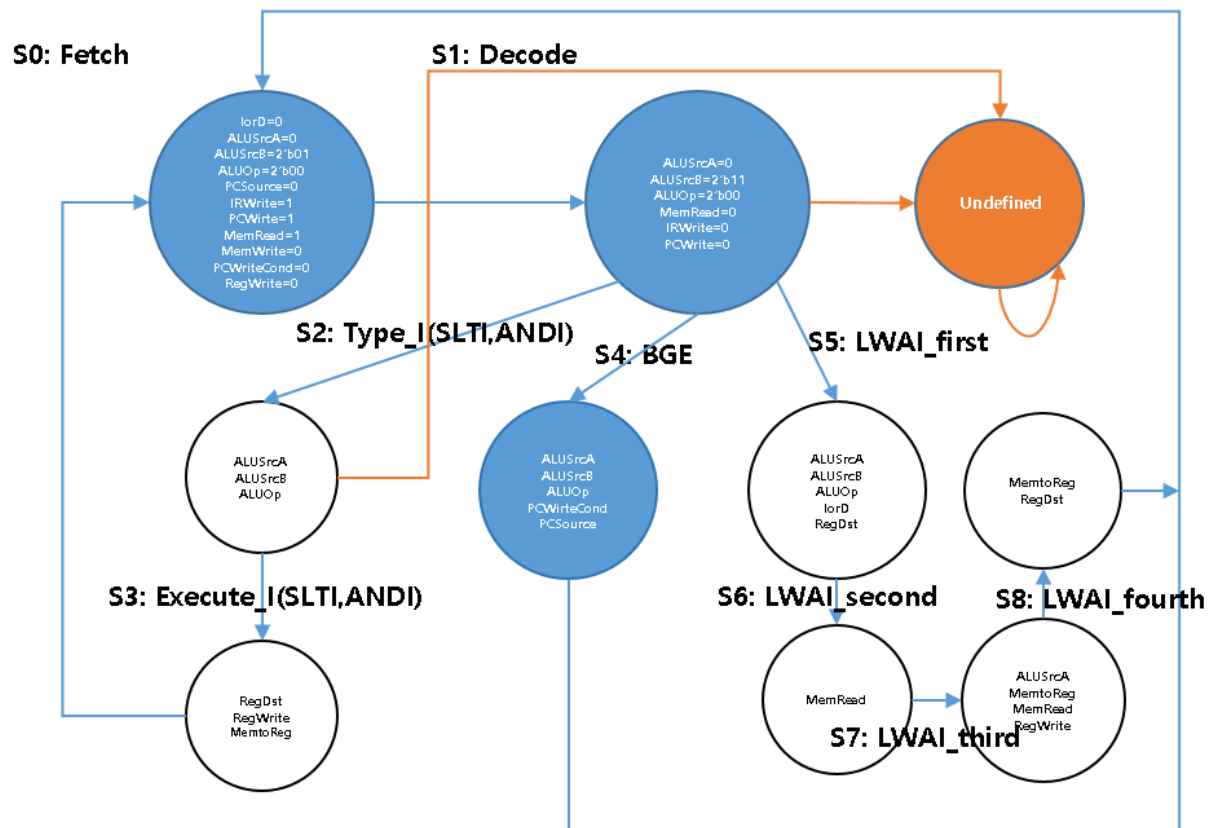 S0: Fetch
S1: Decode
IorD=0
ALUSrcA=0
ALUSrcB=2'b01
ALUOp=2'b00
PCSource=0
IRWrite=1
PCWirte=1
MemRead=1
MemWrite=0
PCWriteCond=0
RegWrite=0
ALUSrcA=0
ALUSrcB=2'b11
ALUOp=2'b00
MemRead=0
IRWrite=0
PCWrite=0
Undefined
S2: Type_I(SLTI,ANDI)
S4: BGE
S5: LWAI_first
ALUSrcA
ALUSrcB
ALUOp
ALUSrcA
ALUSrcB
ALUOp
PCWirteCond
PCSource
ALUSrcA
ALUSrcB
ALUOp
IorD
RegDst
MemtoReg
RegDst
S3: Execute_I(SLTI,ANDI)
S6: LWAI_second
S8: LWAI_fourth
RegDst
RegWrite
MemtoReg
MemRead
ALUSrcA
MemtoReg
MemRead
RegWrite
S7: LWAI_third